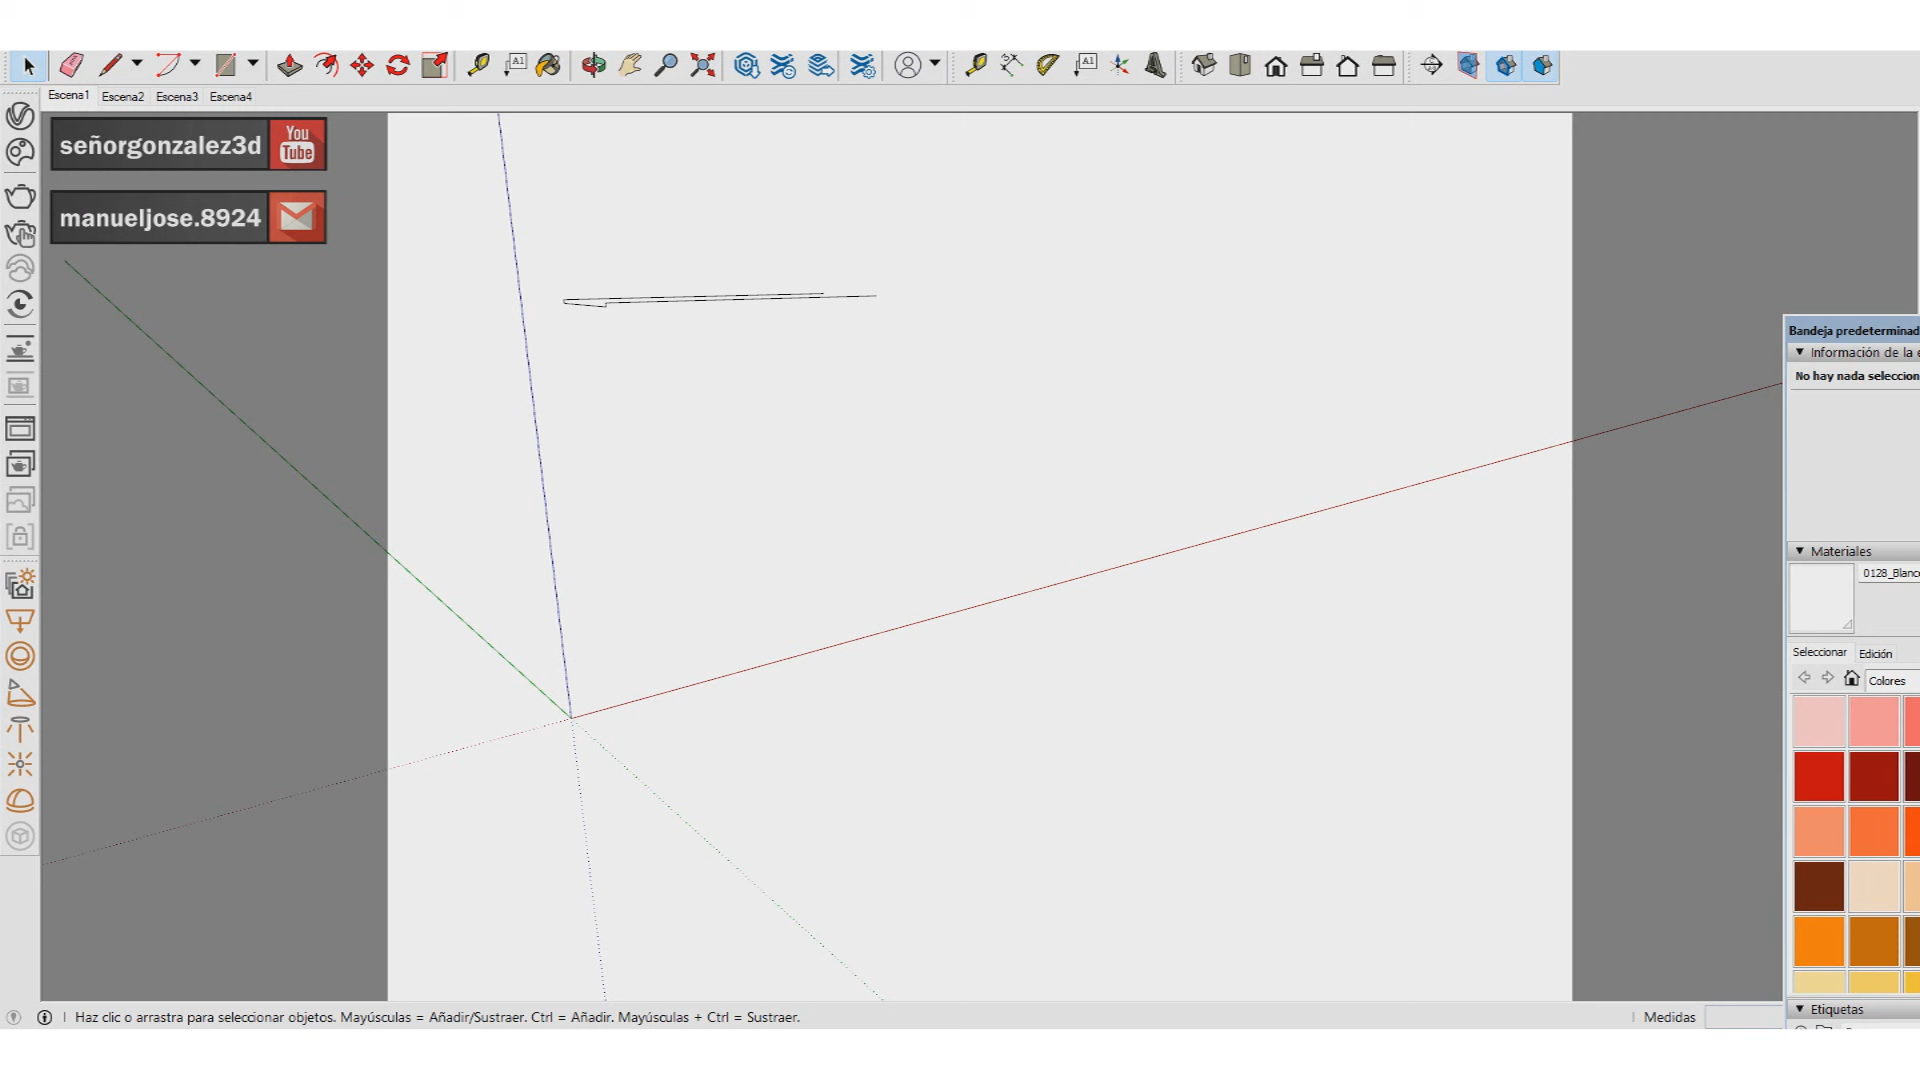 A1
A1
Escena1 Escena2 Escena3 Escena4
señorgonzalez3d You Tube
manueljose.8924
Bandeja predeterminad
Información de la e
No hay nada seleccion
Materiales
0128_Blanc
Seleccionar Edición
Colores
Etiquetas
Haz clic o arrastra para seleccionar objetos. Mayúsculas = Añadir/Sustraer. Ctrl = Añadir. Mayúsculas + Ctrl = Sustraer.
Medidas